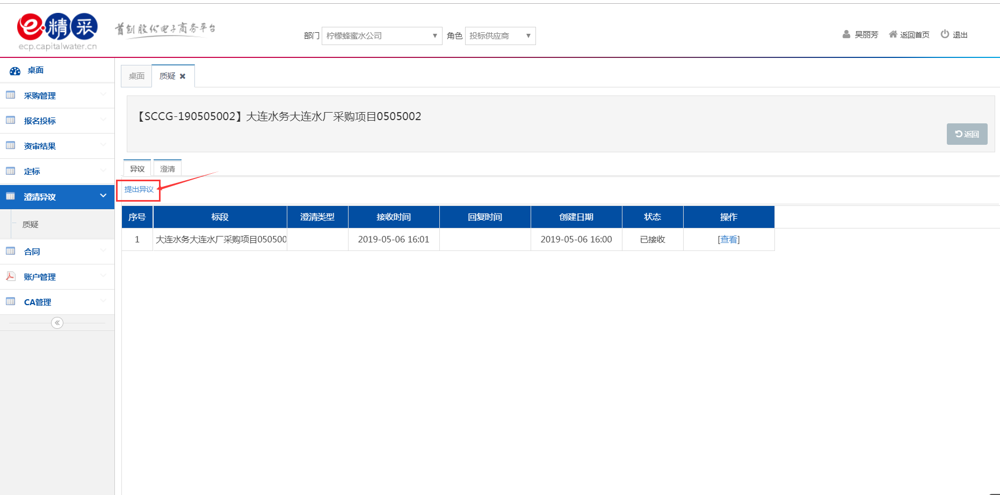 e·精采
首创股份电子商务平台
ecp.capitalwater.cn
部门 柠檬蜂蜜水公司 ▼ 角色 投标供应商 ▼
吴丽芳 返回首页 退出
桌面
采购管理
报名投标
资审结果
定标
澄清异议
质疑
合同
账户管理
CA管理
桌面 质疑
【SCCG-190505002】大连水务大连水厂采购项目0505002
返回
异议 澄清
提出异议
序号 标段 澄清类型 接收时间 回复时间 创建日期 状态 操作
1 大连水务大连水厂采购项目050500 2019-05-06 16:01 2019-05-06 16:00 已接收 [查看]